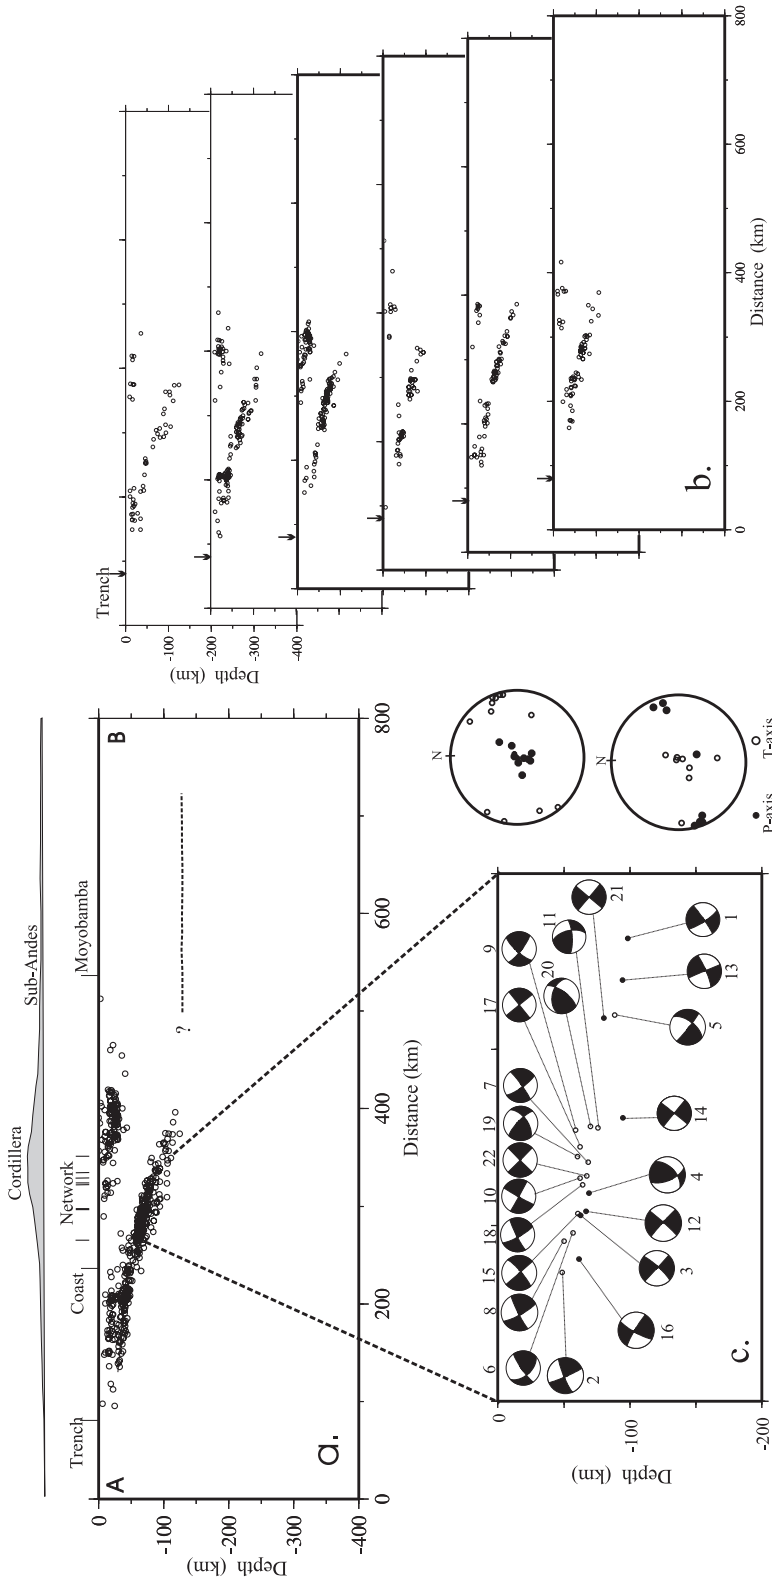 Cordillera
Sub-Andes
Trench
Coast
Network
Moyobamba
A
B
0
-100
-200
-300
-400
Depth (km)
?
a.
0
200
400
600
800
Distance (km)
Trench
0
-100
-200
-300
-400
Depth (km)
b.
0
200
400
600
800
Distance (km)
6
8
15
18
10
22
19
7
17
9
20
11
21
2
16
3
12
4
14
5
13
1
0
-100
-200
Depth (km)
c.
N
N
P-axis
T-axis